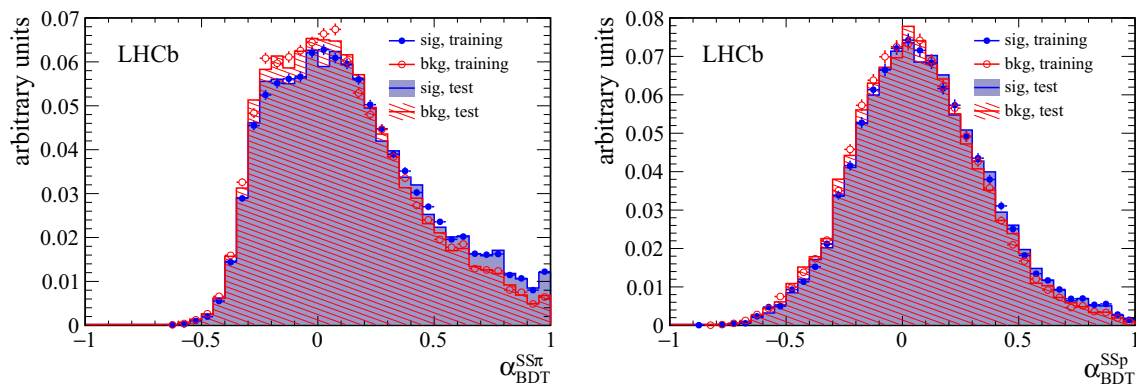 arbitrary units
0.07
0.06
0.05
0.04
0.03
0.02
0.01
0
LHCb
sig, training
bkg, training
sig, test
bkg, test
−1 −0.5 0 0.5 1
α^{SSπ}_{BDT}
arbitrary units
0.08
0.07
0.06
0.05
0.04
0.03
0.02
0.01
0
LHCb
sig, training
bkg, training
sig, test
bkg, test
−1 −0.5 0 0.5 1
α^{SSp}_{BDT}